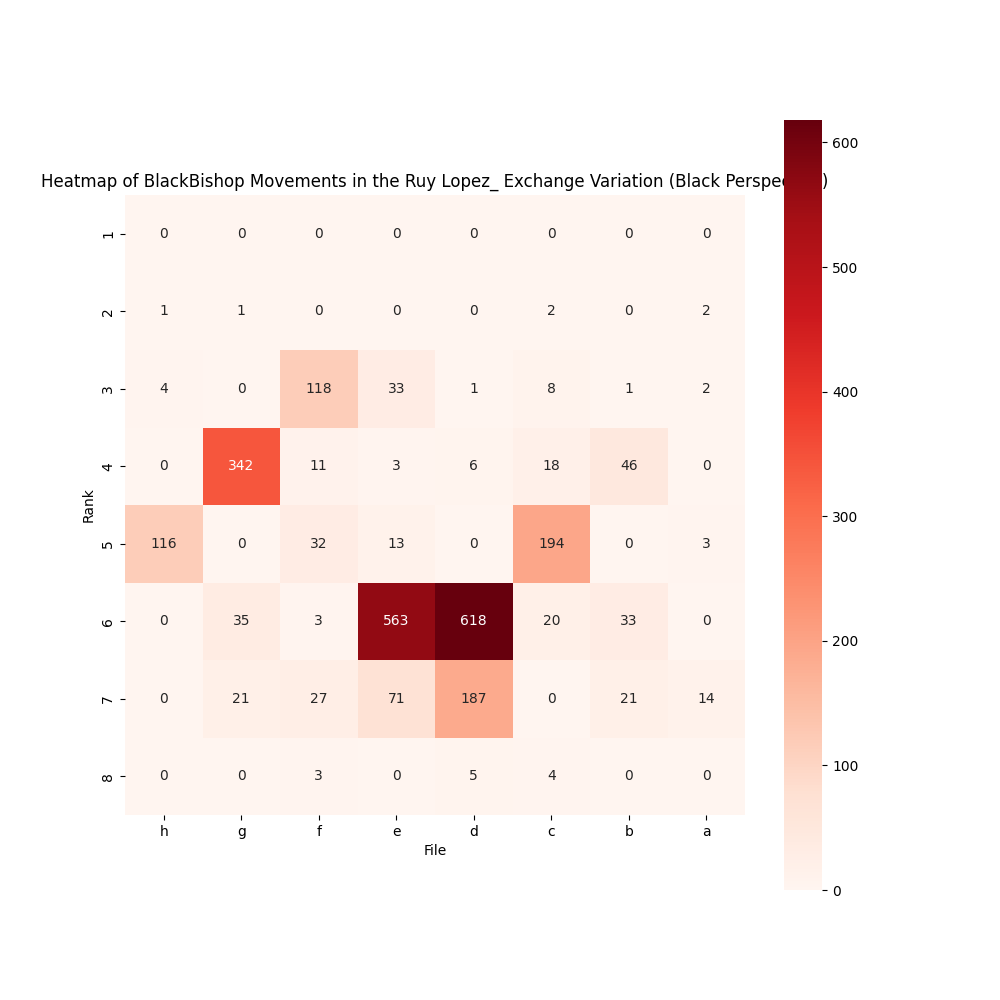 Heatmap of BlackBishop Movements in the Ruy Lopez_ Exchange Variation (Black Perspec )
600
500
400
300
200
100
0
Rank
1 0 0 0 0 0 0 0 0
2 1 1 0 0 0 2 0 2
3 4 0 118 33 1 8 1 2
4 0 342 11 3 6 18 46 0
5 116 0 32 13 0 194 0 3
6 0 35 3 563 618 20 33 0
7 0 21 27 71 187 0 21 14
8 0 0 3 0 5 4 0 0
h g f e d c b a
File